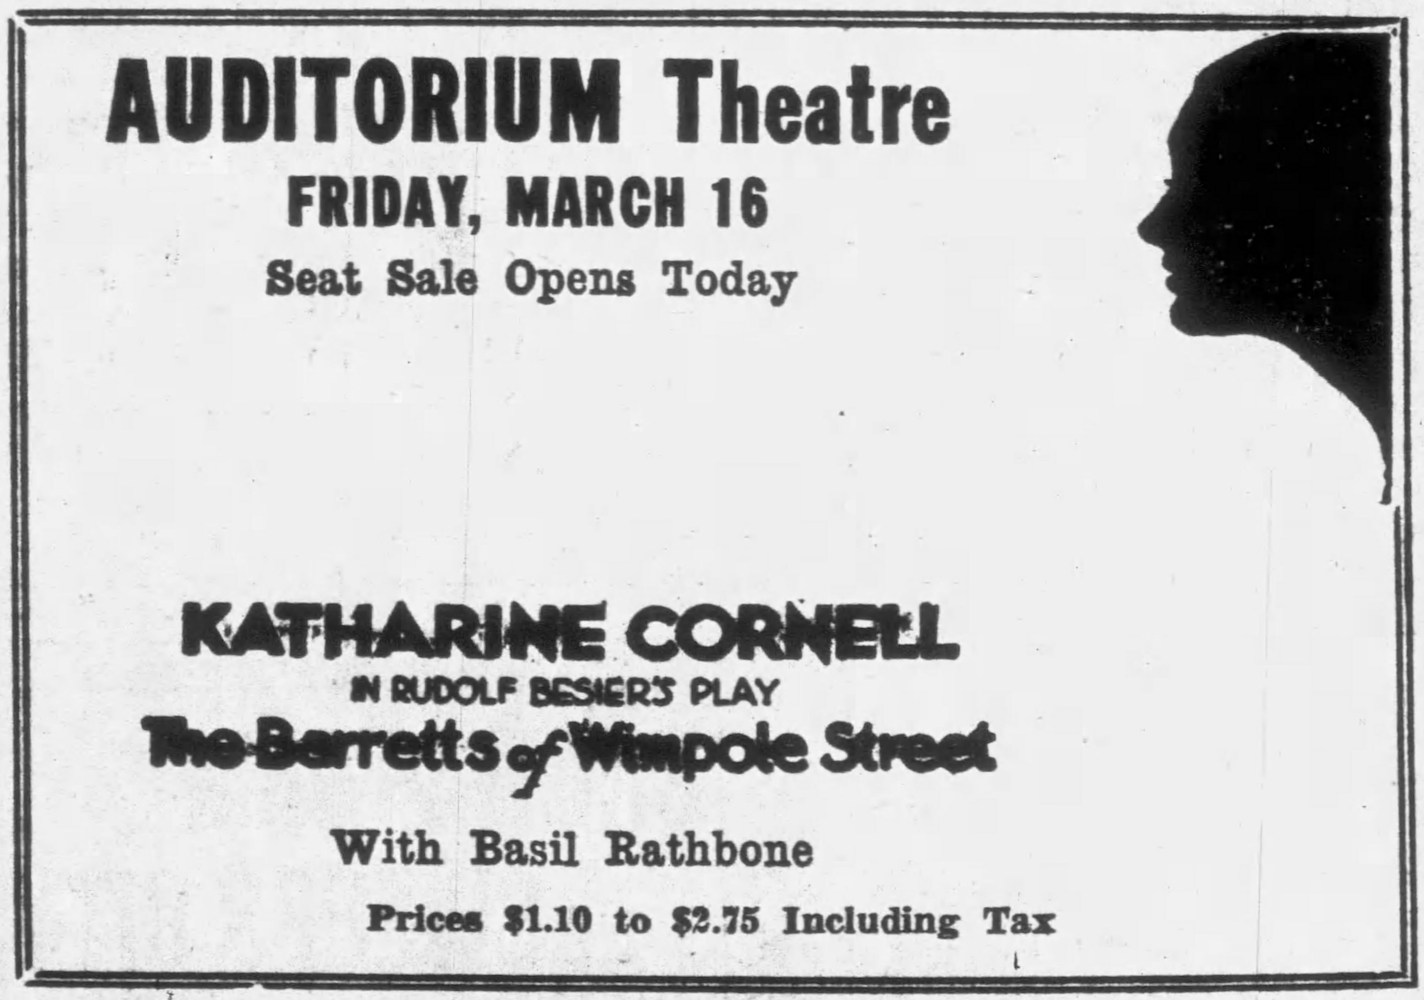 AUDITORIUM Theatre
FRIDAY, MARCH 16
Seat Sale Opens Today
KATHARINE CORNELL
IN RUDOLF BESIER'S PLAY
The Barretts of Wimpole Street
With Basil Rathbone
Prices $1.10 to $2.75 Including Tax